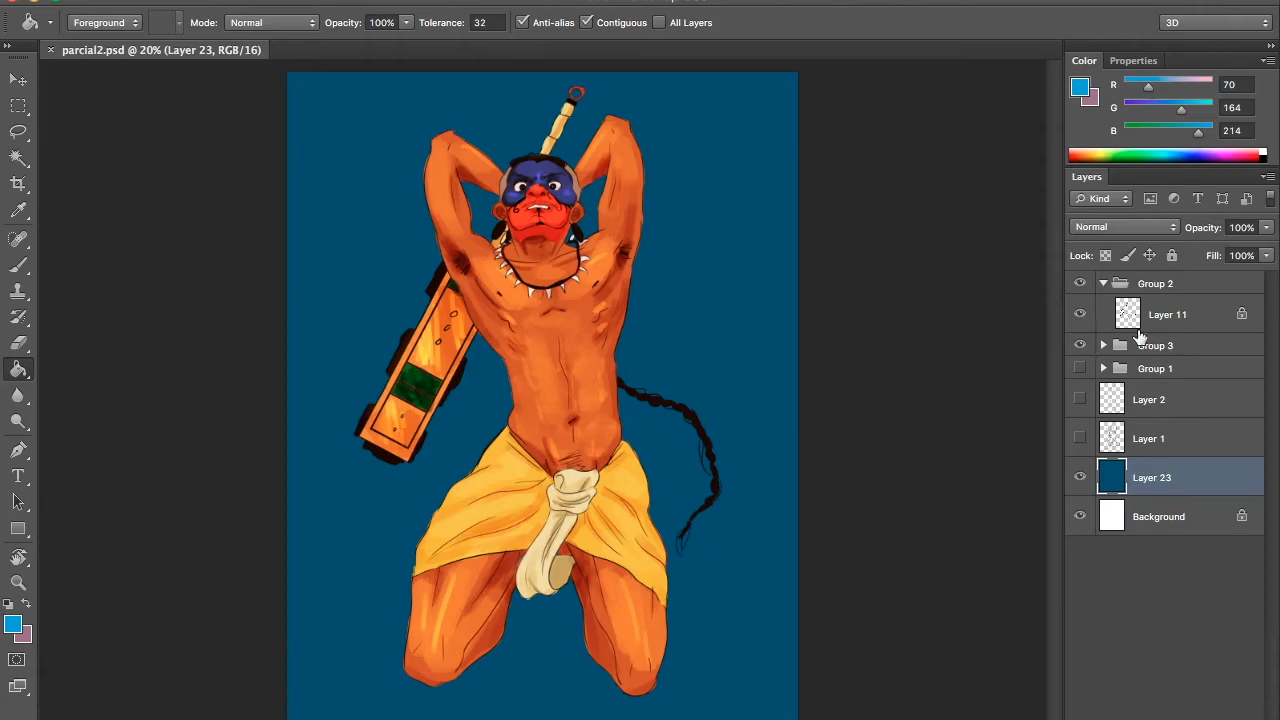 Foreground Mode: Normal Opacity: 100% Tolerance: 32 Anti-alias Contiguous All Layers 3D
× parcial2.psd @ 20% (Layer 23, RGB/16)
Color Properties
R 70
G 164
B 214
Layers
Kind
Normal Opacity: 100%
Lock: Fill: 100%
Group 2
Layer 11
Group 3
Group 1
Layer 2
Layer 1
Layer 23
Background